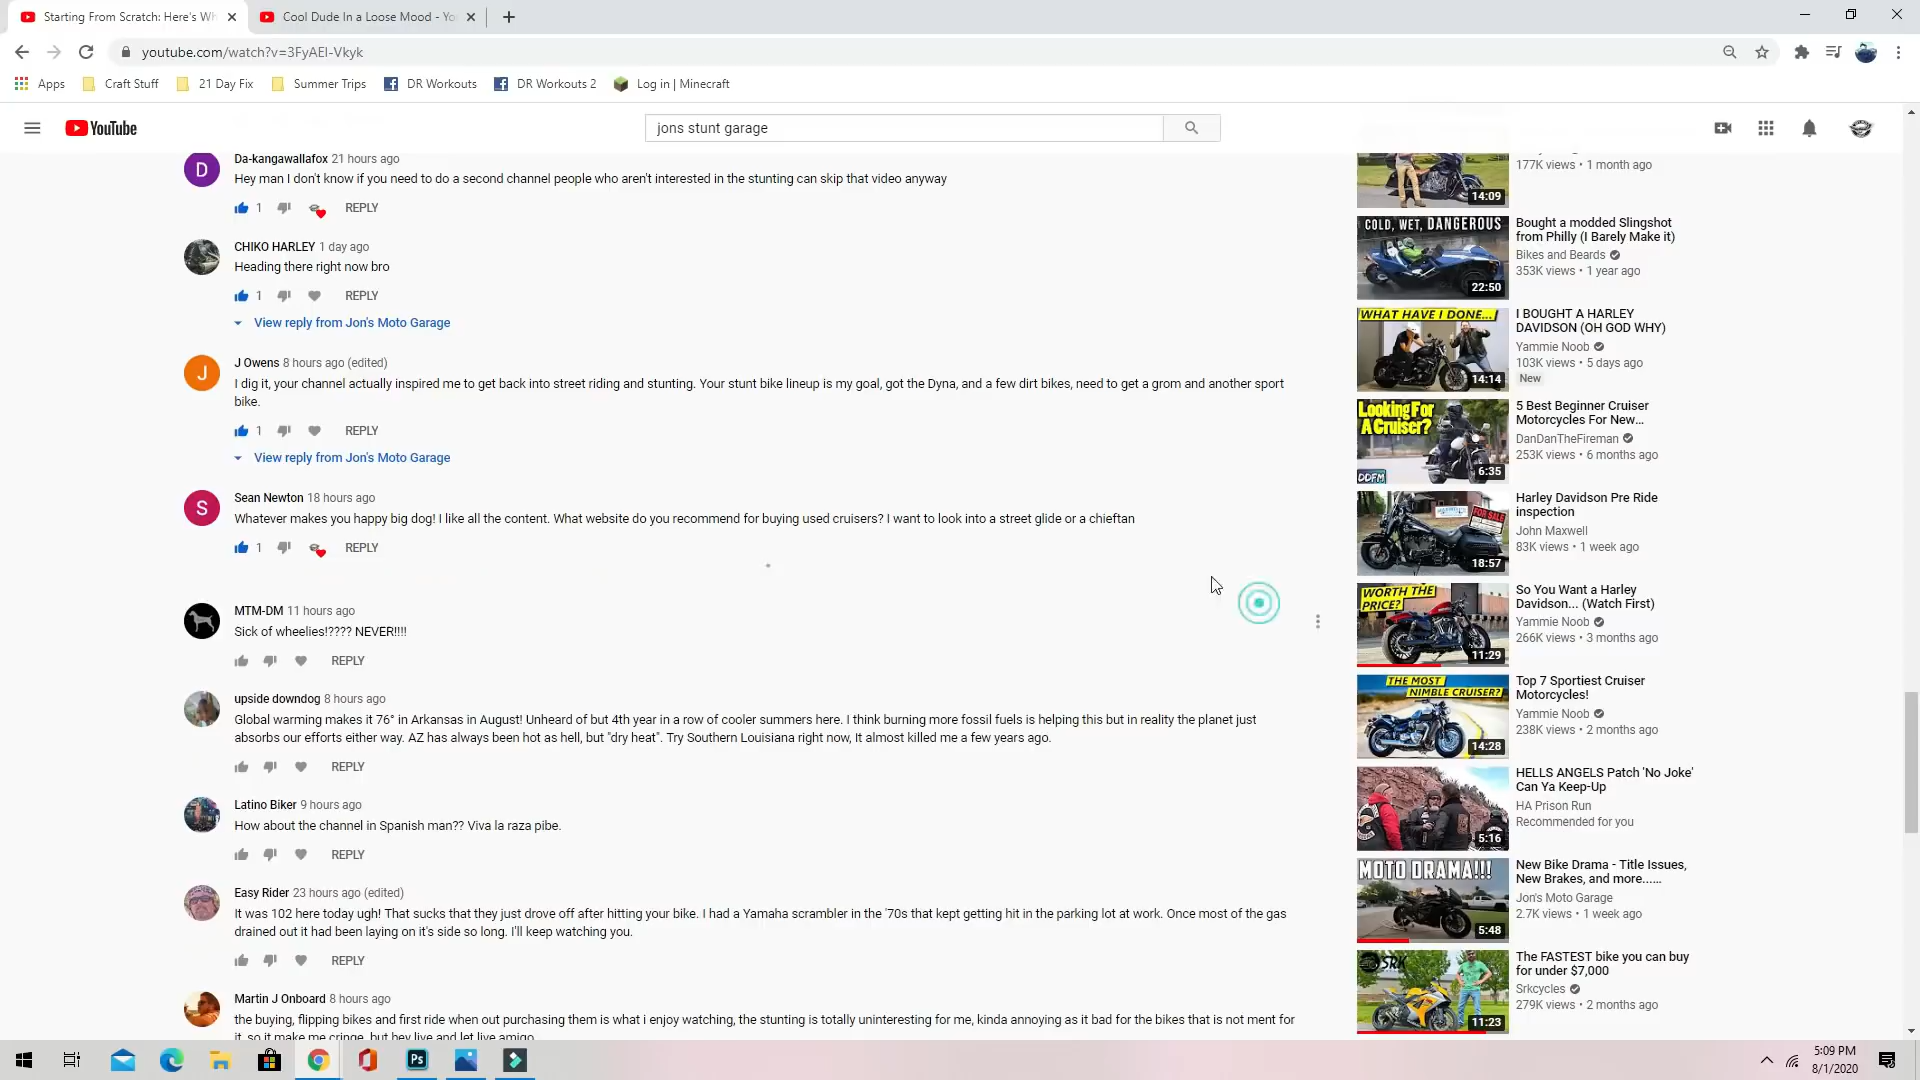 Starting From Scratch: Here's Wh
Cool Dude In a Loose Mood - Yo
youtube.com/watch?v=3FyAEI-Vkyk
Apps
Craft Stuff
21 Day Fix
Summer Trips
DR Workouts
DR Workouts 2
Log in | Minecraft
YouTube
jons stunt garage
Da-kangawallafox 21 hours ago
Hey man I don't know if you need to do a second channel people who aren't interested in the stunting can skip that video anyway
1 REPLY
CHIKO HARLEY 1 day ago
Heading there right now bro
1 REPLY
View reply from Jon's Moto Garage
J Owens 8 hours ago (edited)
I dig it, your channel actually inspired me to get back into street riding and stunting. Your stunt bike lineup is my goal, got the Dyna, and a few dirt bikes, need to get a grom and another sport
bike.
1 REPLY
View reply from Jon's Moto Garage
Sean Newton 18 hours ago
Whatever makes you happy big dog! I like all the content. What website do you recommend for buying used cruisers? I want to look into a street glide or a chieftan
1 REPLY
MTM-DM 11 hours ago
Sick of wheelies!???? NEVER!!!!
REPLY
upside downdog 8 hours ago
Global warming makes it 76° in Arkansas in August! Unheard of but 4th year in a row of cooler summers here. I think burning more fossil fuels is helping this but in reality the planet just
absorbs our efforts either way. AZ has always been hot as hell, but "dry heat". Try Southern Louisiana right now, It almost killed me a few years ago.
REPLY
Latino Biker 9 hours ago
How about the channel in Spanish man?? Viva la raza pibe.
REPLY
Easy Rider 23 hours ago (edited)
It was 102 here today ugh! That sucks that they just drove off after hitting your bike. I had a Yamaha scrambler in the '70s that kept getting hit in the parking lot at work. Once most of the gas
drained out it had been laying on it's side so long. I'll keep watching you.
REPLY
Martin J Onboard 8 hours ago
the buying, flipping bikes and first ride when out purchasing them is what i enjoy watching, the stunting is totally uninteresting for me, kinda annoying as it bad for the bikes that is not ment for
it, so it make me cringe, but hey live and let live amigo
177K views • 1 month ago
14:09
COLD, WET, DANGEROUS
22:50
Bought a modded Slingshot
from Philly (I Barely Make it)
Bikes and Beards
353K views • 1 year ago
WHAT HAVE I DONE...
14:14
I BOUGHT A HARLEY
DAVIDSON (OH GOD WHY)
Yammie Noob
103K views • 5 days ago
New
Looking For
A Cruiser?
DDFM
6:35
5 Best Beginner Cruiser
Motorcycles For New...
DanDanTheFireman
253K views • 6 months ago
FOR SALE
18:57
Harley Davidson Pre Ride
inspection
John Maxwell
83K views • 1 week ago
WORTH THE
PRICE?
11:29
So You Want a Harley
Davidson... (Watch First)
Yammie Noob
266K views • 3 months ago
THE MOST
NIMBLE CRUISER?
14:28
Top 7 Sportiest Cruiser
Motorcycles!
Yammie Noob
238K views • 2 months ago
5:16
HELLS ANGELS Patch 'No Joke'
Can Ya Keep-Up
HA Prison Run
Recommended for you
MOTO DRAMA!!!
5:48
New Bike Drama - Title Issues,
New Brakes, and more......
Jon's Moto Garage
2.7K views • 1 week ago
SRK
11:23
The FASTEST bike you can buy
for under $7,000
Srkcycles
279K views • 2 months ago
Ps
5:09 PM
8/1/2020